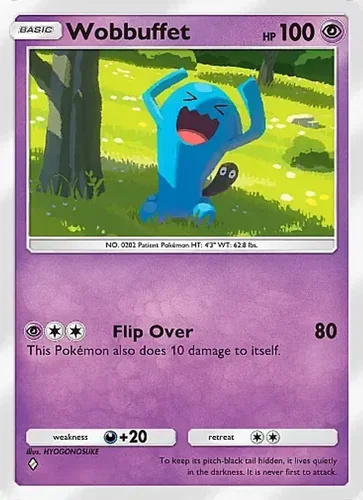 BASIC Wobbuffet HP 100
NO. 0202 Patient Pokémon HT: 4'3" WT: 62.8 lbs.
Flip Over 80
This Pokémon also does 10 damage to itself.
weakness +20 retreat
Illus. HYOGONOSUKE
To keep its pitch-black tail hidden, it lives quietly
in the darkness. It is never first to attack.